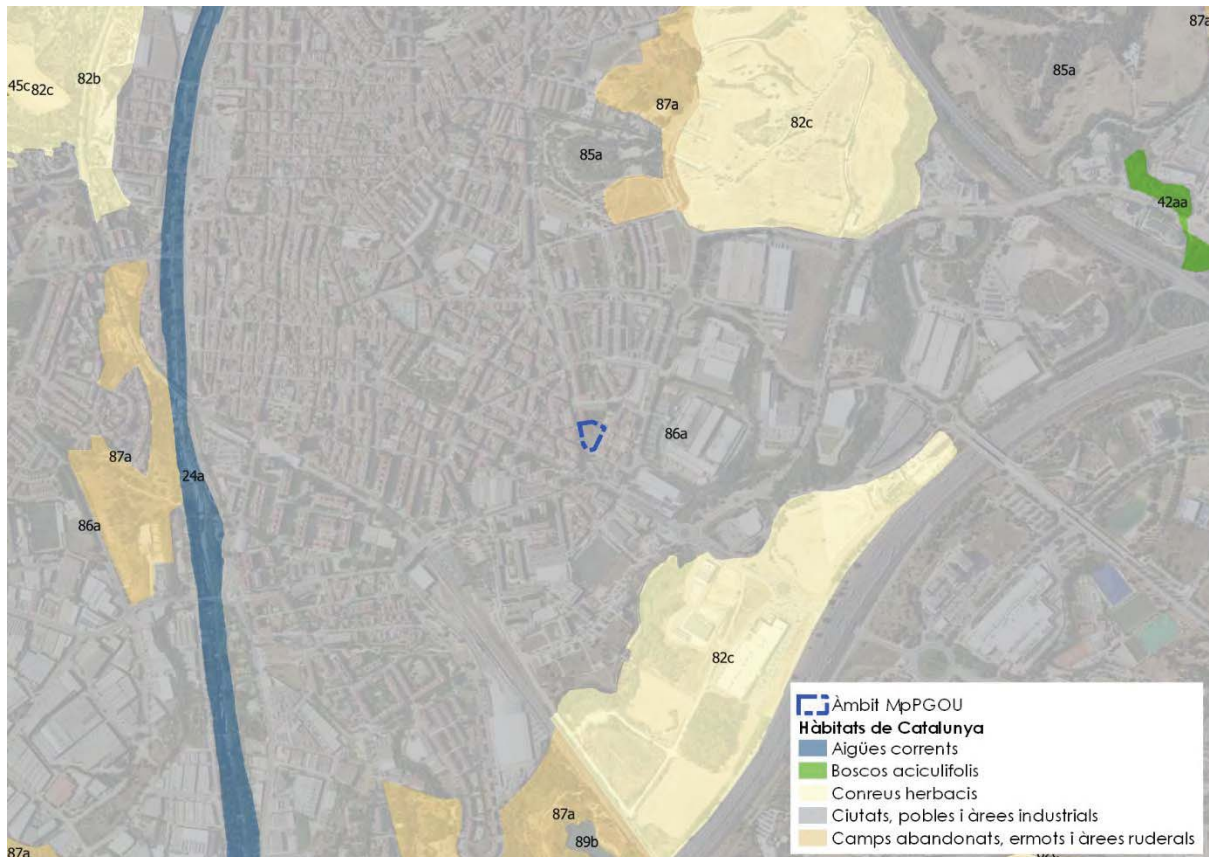 87a
45c
82c
82b
85a
87a
82c
85a
42aa
87a
24a
86a
86a
82c
87a
89b
87a
Àmbit MpPGOU
Hàbitats de Catalunya
Aigües corrents
Boscos aciculifolis
Conreus herbacis
Ciutats, pobles i àrees industrials
Camps abandonats, ermots i àrees ruderals